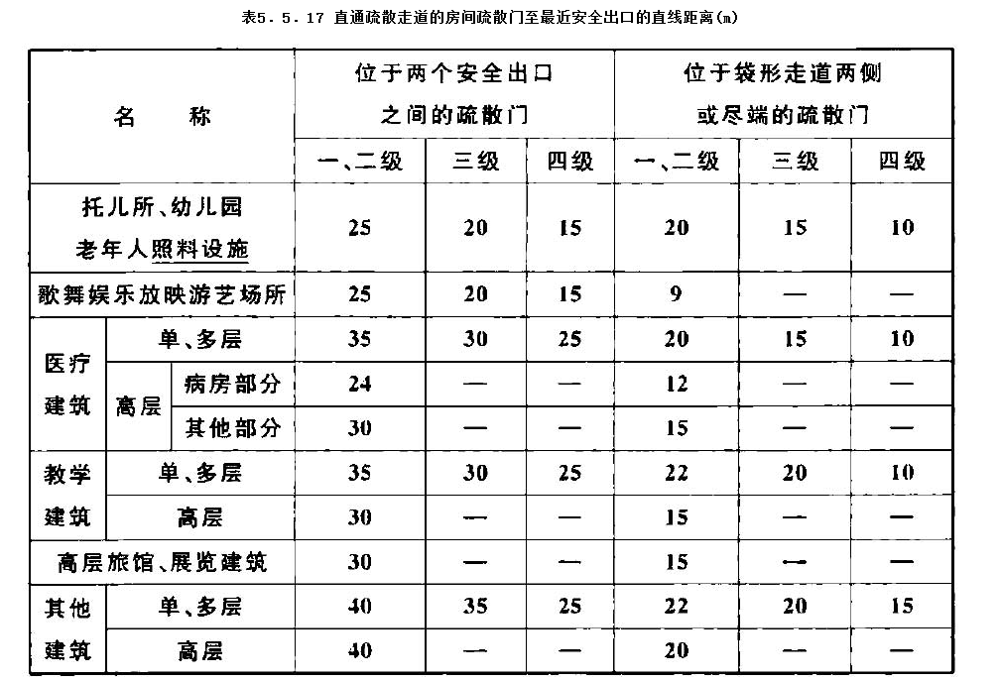 表5.5.17 直通疏散走道的房间疏散门至最近安全出口的直线距离(m)
名 称
位于两个安全出口
之间的疏散门
位于袋形走道两侧
或尽端的疏散门
一、二级 三级 四级 一、二级 三级 四级
托儿所、幼儿园
老年人照料设施
25 20 15 20 15 10
歌舞娱乐放映游艺场所 25 20 15 9 — —
医疗
建筑
单、多层 35 30 25 20 15 10
高层
病房部分 24 — — 12 — —
其他部分 30 — — 15 — —
教学
建筑
单、多层 35 30 25 22 20 10
高层 30 — — 15 — —
高层旅馆、展览建筑 30 — — 15 — —
其他
建筑
单、多层 40 35 25 22 20 15
高层 40 — — 20 — —